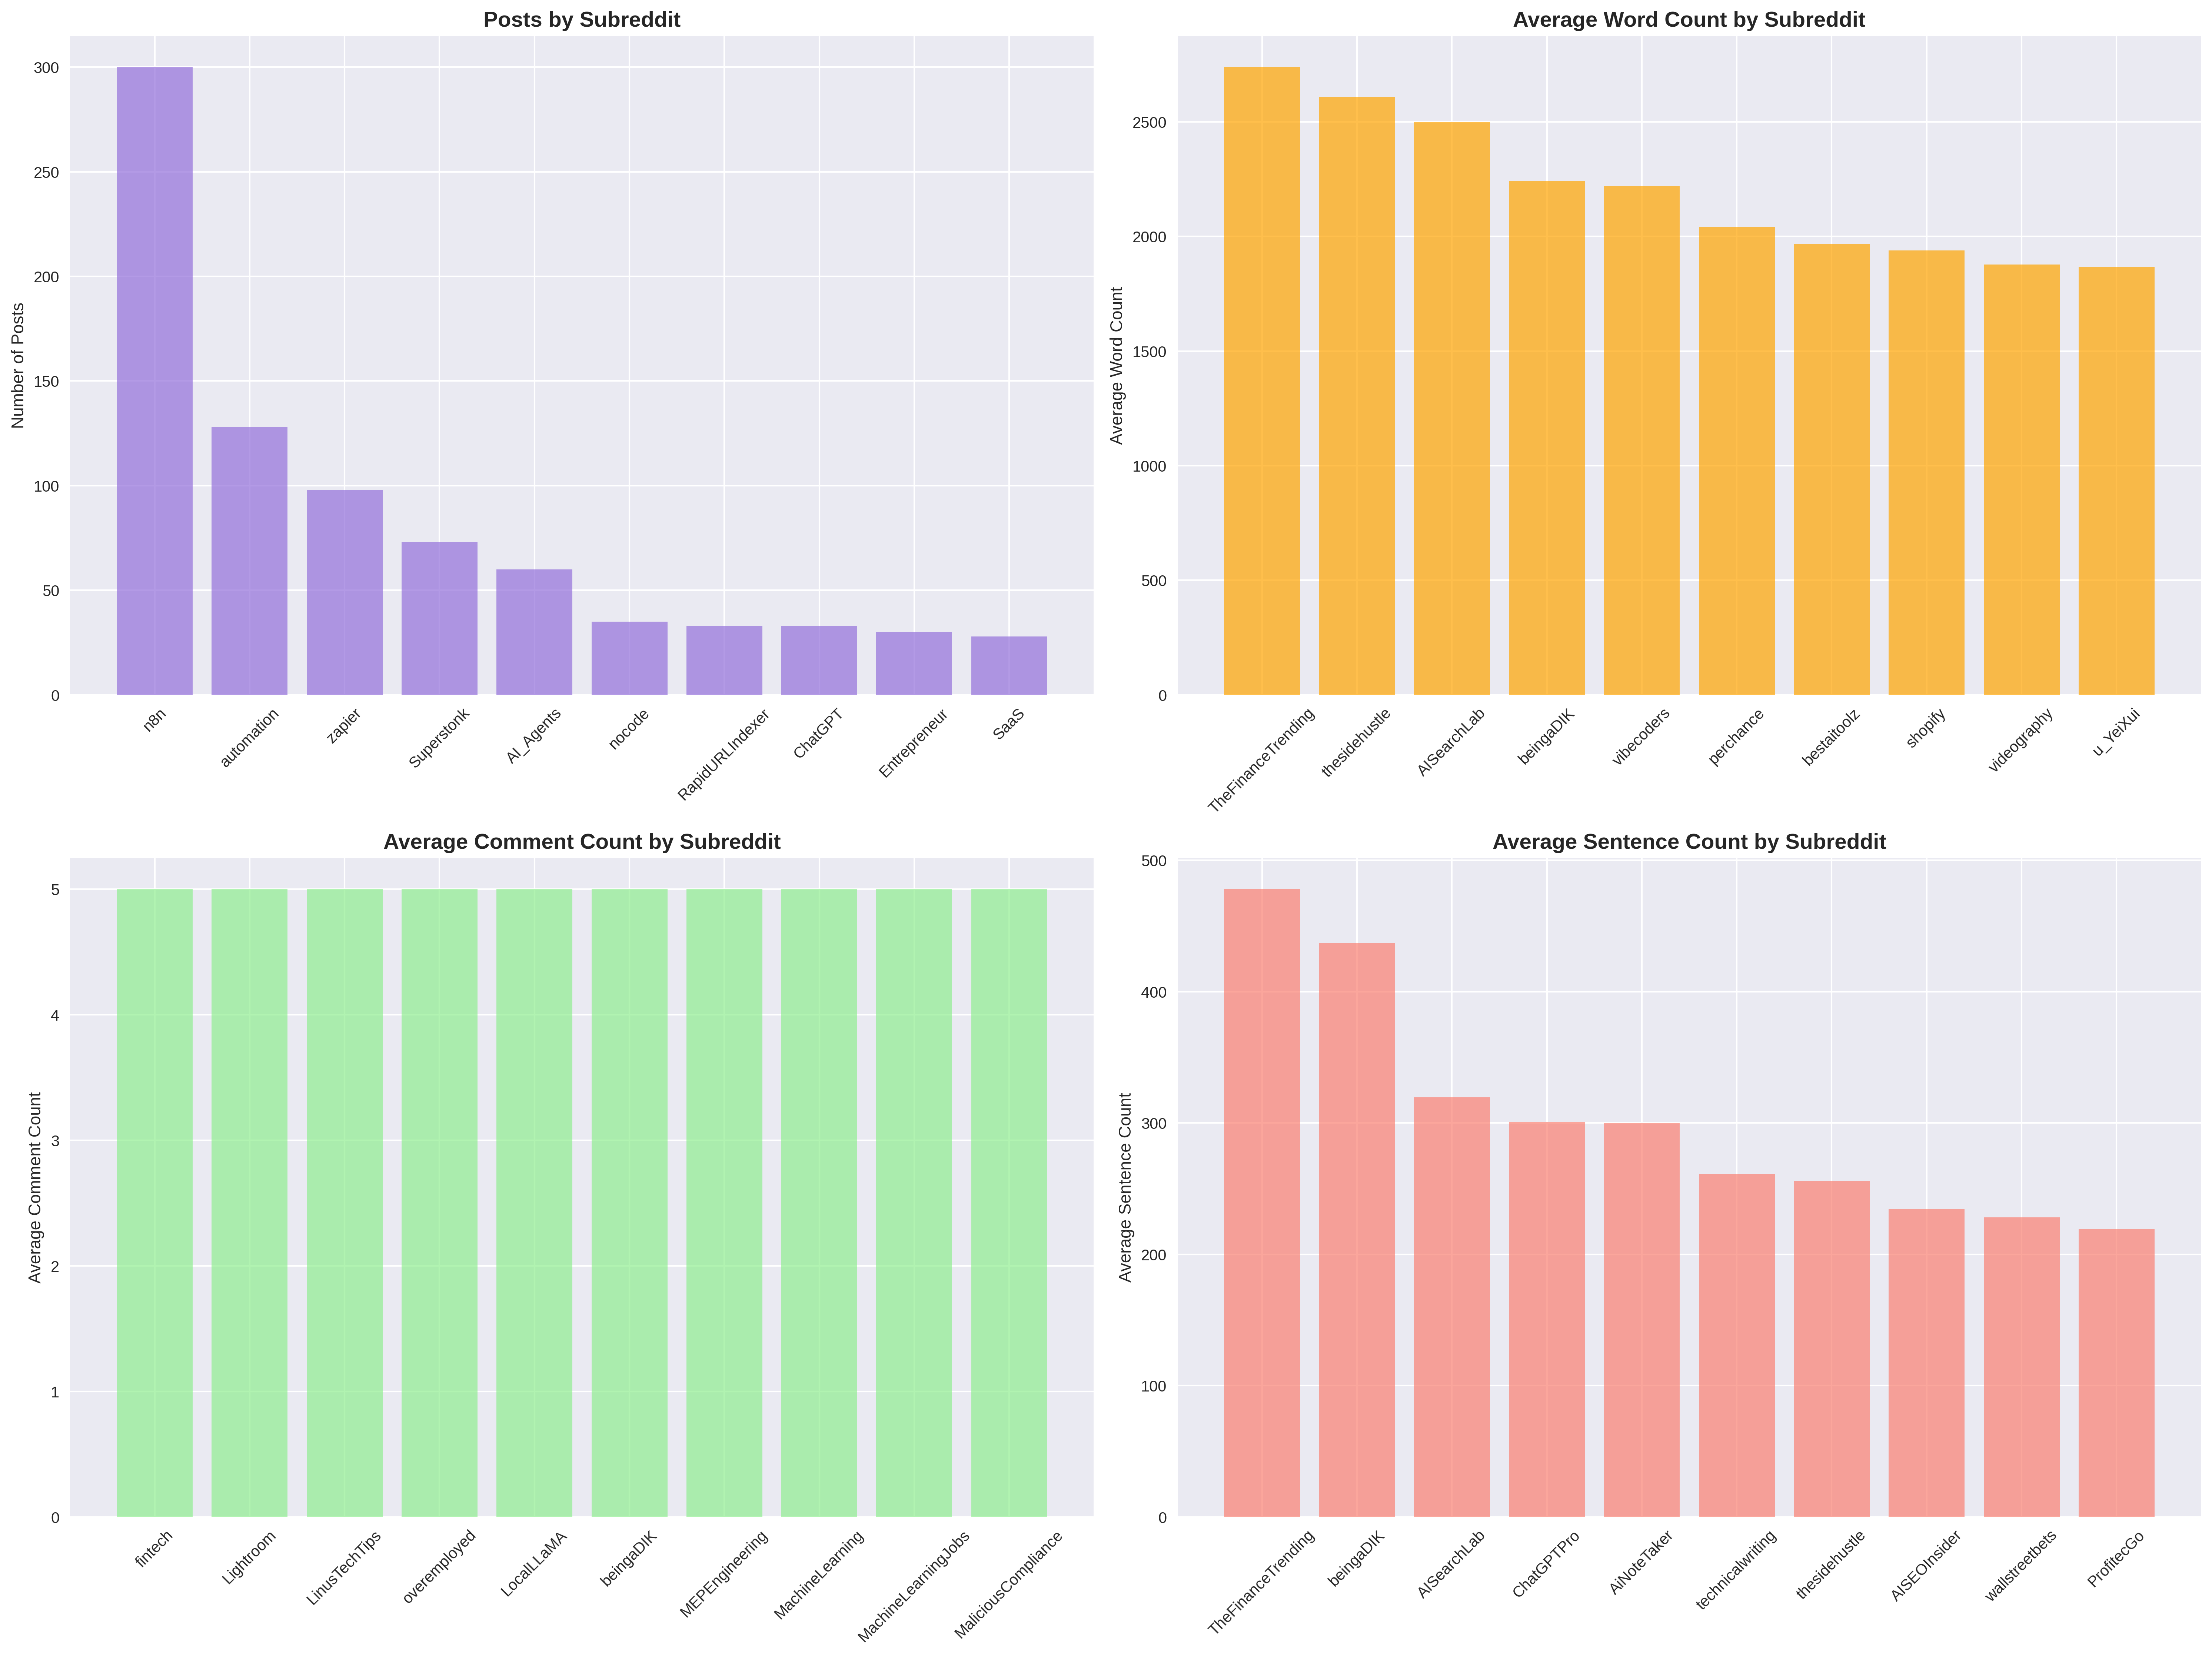 Posts by Subreddit
Number of Posts
300
250
200
150
100
50
0
n8n
automation
zapier
Superstonk
AI_Agents
nocode
RapidURLIndexer
ChatGPT
Entrepreneur
SaaS
Average Word Count by Subreddit
Average Word Count
2500
2000
1500
1000
500
0
TheFinanceTrending
thesidehustle
AISearchLab
beingaDIK
vibecoders
perchance
bestaitoolz
shopify
videography
u_YeiXui
Average Comment Count by Subreddit
Average Comment Count
5
4
3
2
1
0
fintech
Lightroom
LinusTechTips
overemployed
LocalLLaMA
beingaDIK
MEPEngineering
MachineLearning
MachineLearningJobs
MaliciousCompliance
Average Sentence Count by Subreddit
Average Sentence Count
500
400
300
200
100
0
TheFinanceTrending
beingaDIK
AISearchLab
ChatGPTPro
AiNoteTaker
technicalwriting
thesidehustle
AISEOInsider
wallstreetbets
ProfitecGo